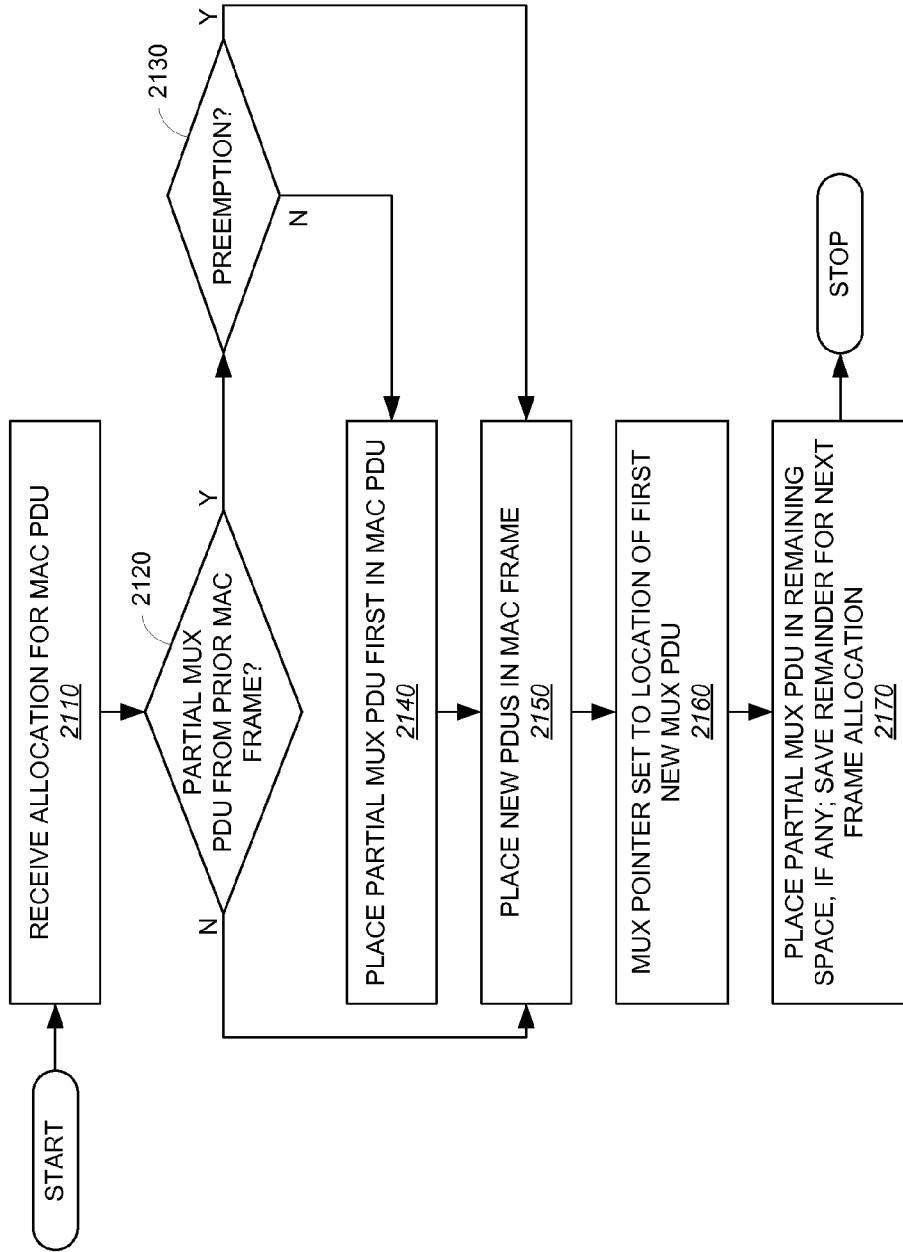 START
RECEIVE ALLOCATION FOR MAC PDU
2110
2120
PARTIAL MUX
PDU FROM PRIOR MAC
FRAME?
Y
N
2130
PREEMPTION?
Y
N
PLACE PARTIAL MUX PDU FIRST IN MAC PDU
2140
PLACE NEW PDUS IN MAC FRAME
2150
MUX POINTER SET TO LOCATION OF FIRST
NEW MUX PDU
2160
PLACE PARTIAL MUX PDU IN REMAINING
SPACE, IF ANY; SAVE REMAINDER FOR NEXT
FRAME ALLOCATION
2170
STOP